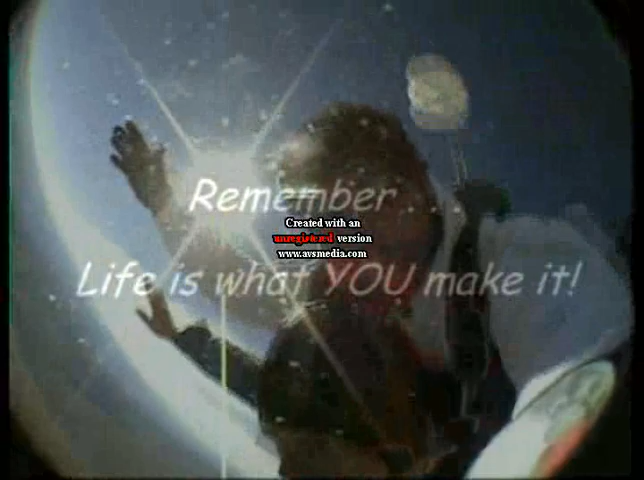 Remember . . .
Created with an
unregistered version
www.avsmedia.com
Life is what YOU make it!